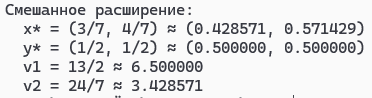 Смешанное расширение:
x* = (3/7, 4/7) ≈ (0.428571, 0.571429)
y* = (1/2, 1/2) ≈ (0.500000, 0.500000)
v1 = 13/2 ≈ 6.500000
v2 = 24/7 ≈ 3.428571